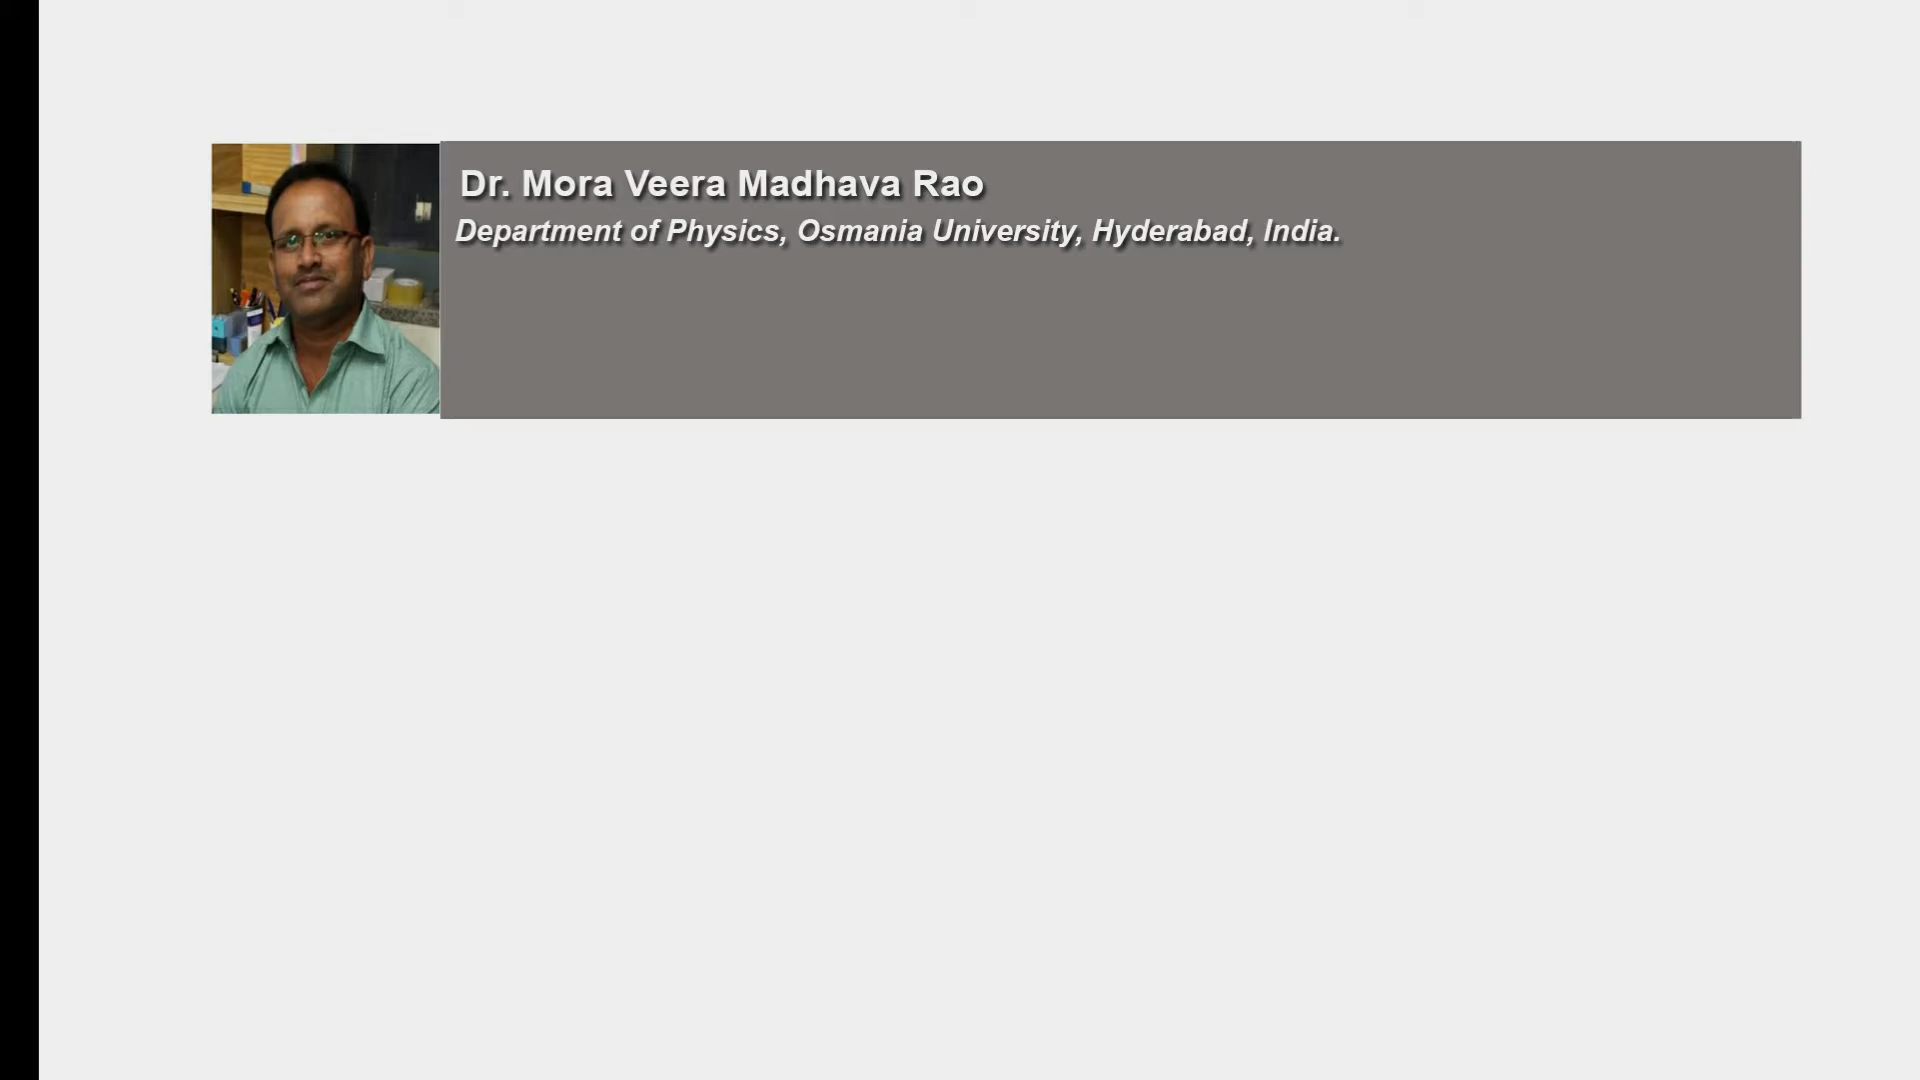 Dr. Mora Veera Madhava Rao
Department of Physics, Osmania University, Hyderabad, India.